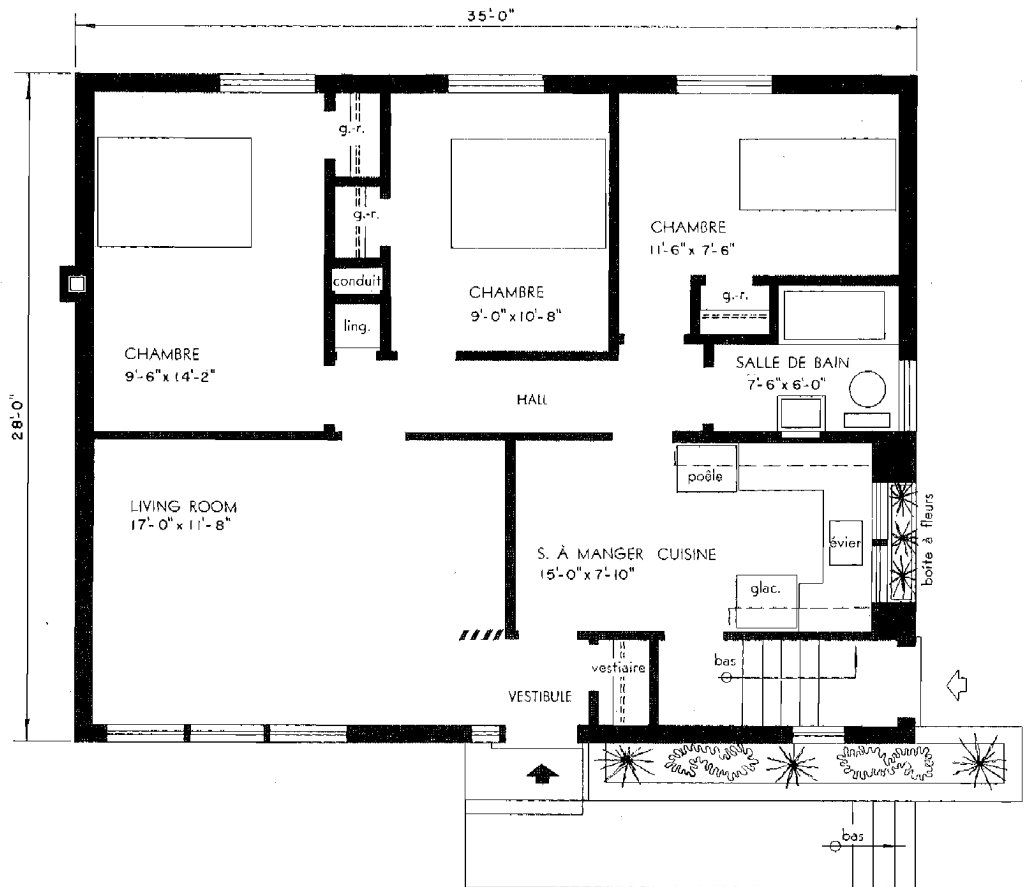 35'-0"
28'-0"
g.-r.
g.-r.
conduit
ling.
CHAMBRE
9'-6" x 14'-2"
CHAMBRE
9'-0" x 10'-8"
CHAMBRE
11'-6" x 7'-6"
g.-r.
SALLE DE BAIN
7'-6" x 6'-0"
HALL
LIVING ROOM
17'-0" x 11'-8"
S. À MANGER CUISINE
15'-0" x 7'-10"
poêle
évier
glac.
boîte à fleurs
vestiaire
bas
VESTIBULE
bas